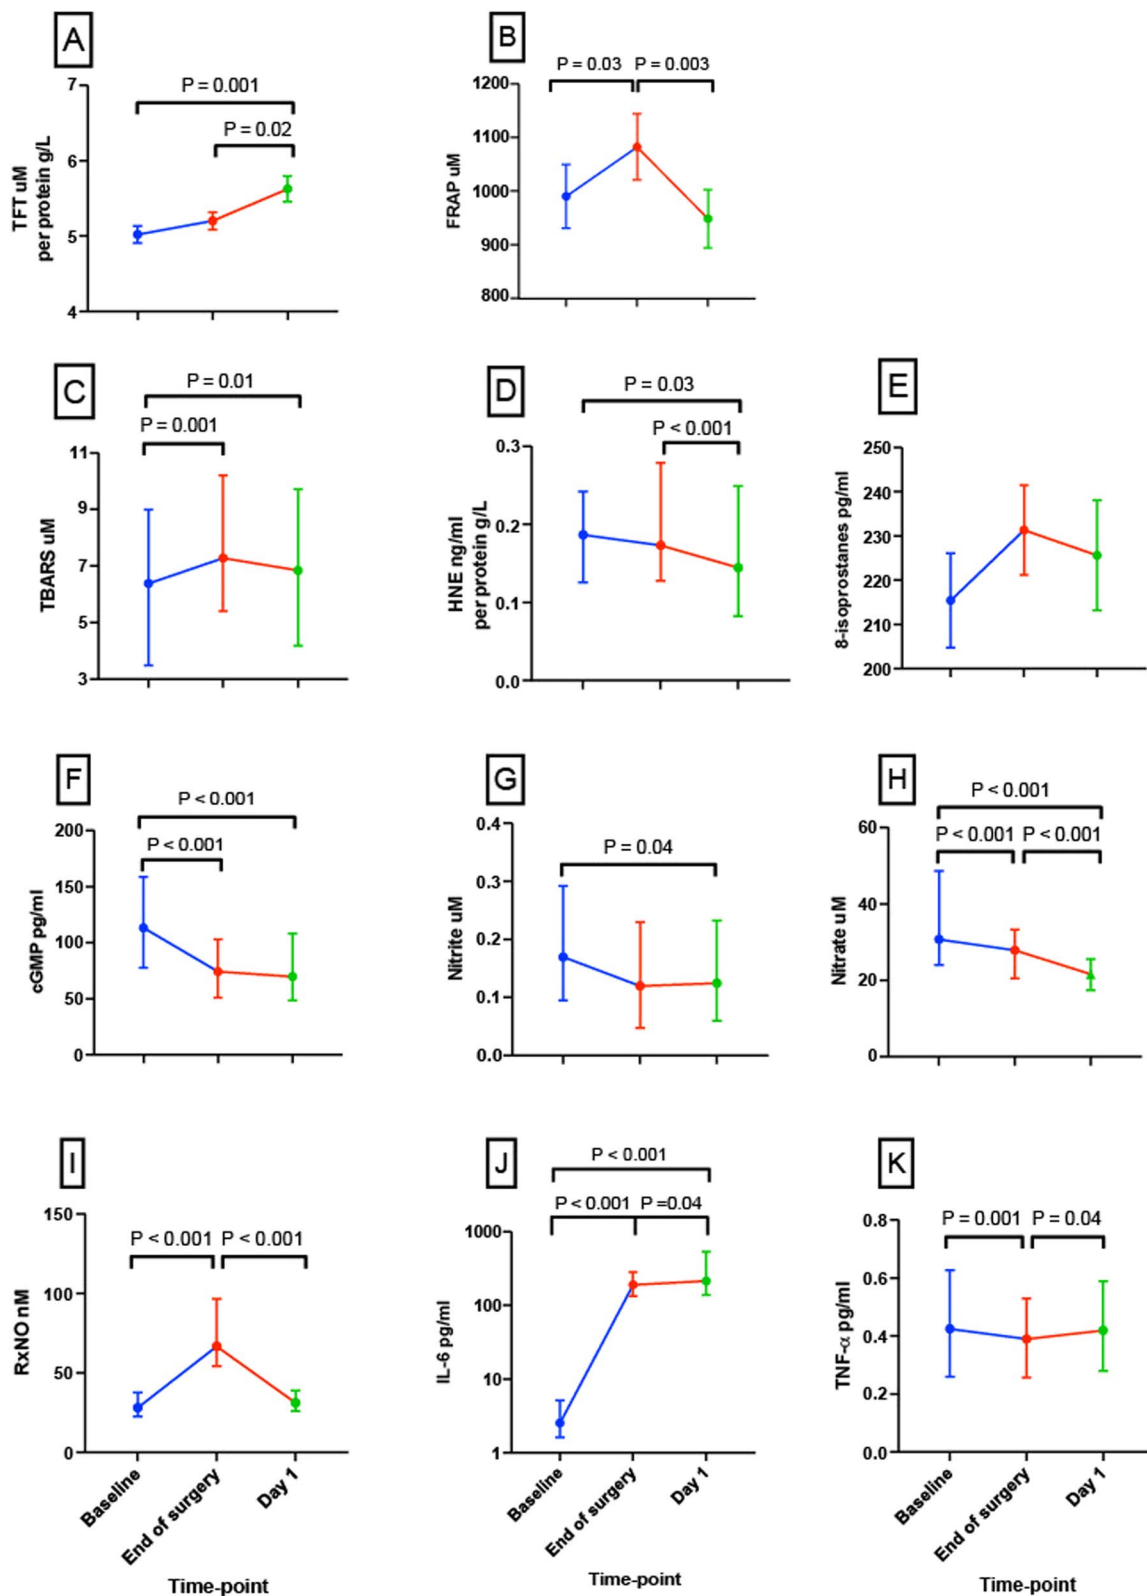 A
P = 0.001
P = 0.02
7
6
5
4
TFT uM
per protein g/L
B
P = 0.03
P = 0.003
1200
1100
1000
900
800
FRAP uM
C
P = 0.01
P = 0.001
11
9
7
5
3
TBARS uM
D
P = 0.03
P < 0.001
0.3
0.2
0.1
0.0
HNE ng/ml
per protein g/L
E
250
240
230
220
210
200
8-isoprostanes pg/ml
F
P < 0.001
P < 0.001
200
150
100
50
0
cGMP pg/ml
G
P = 0.04
0.4
0.3
0.2
0.1
0.0
Nitrite uM
H
P < 0.001
P < 0.001
P < 0.001
60
40
20
0
Nitrate uM
I
P < 0.001
P < 0.001
150
100
50
0
RxNO nM
Baseline
End of surgery
Day 1
Time-point
J
P < 0.001
P < 0.001
P =0.04
1000
100
10
1
IL-6 pg/ml
Baseline
End of surgery
Day 1
Time-point
K
P = 0.001
P = 0.04
0.8
0.6
0.4
0.2
0.0
TNF-α pg/ml
Baseline
End of surgery
Day 1
Time-point